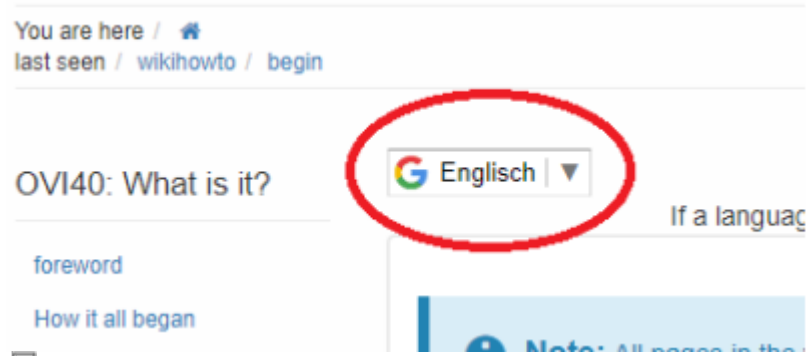 You are here /
last seen / wikihowto / begin
OVI40: What is it?
Englisch
If a languag
foreword
How it all began
Note: All pages in the